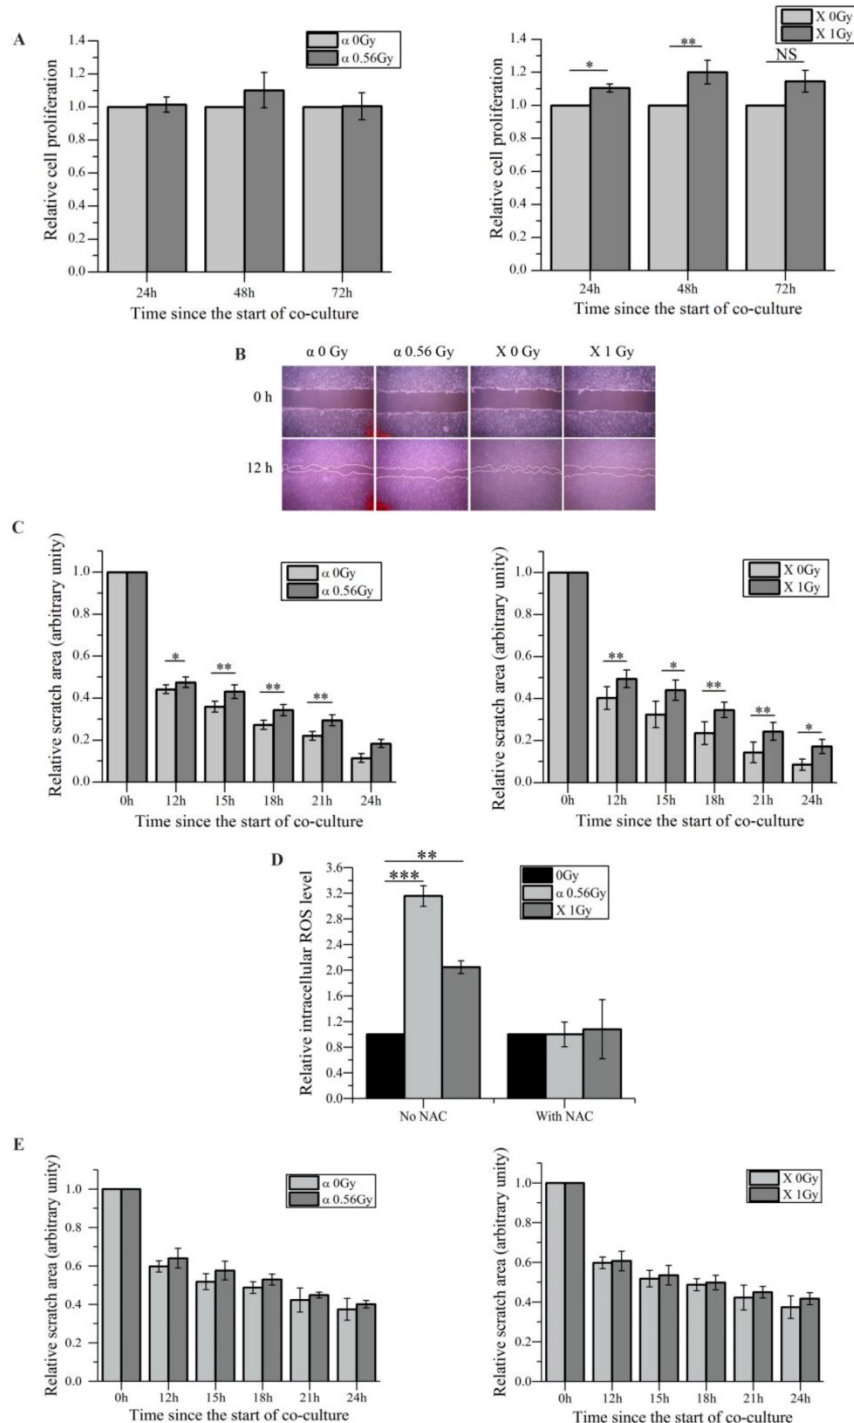 A
α 0Gy
α 0.56Gy
Relative cell proliferation
1.4
1.2
1.0
0.8
0.6
0.4
0.2
0.0
24h 48h 72h
Time since the start of co-culture
X 0Gy
X 1Gy
Relative cell proliferation
1.4
1.2
1.0
0.8
0.6
0.4
0.2
0.0
* ** NS
24h 48h 72h
Time since the start of co-culture
B
α 0 Gy α 0.56 Gy X 0 Gy X 1 Gy
0 h
12 h
C
α 0Gy
α 0.56Gy
Relative scratch area (arbitrary unity)
1.0
0.8
0.6
0.4
0.2
0.0
* ** ** **
0h 12h 15h 18h 21h 24h
Time since the start of co-culture
X 0Gy
X 1Gy
Relative scratch area (arbitrary unity)
1.0
0.8
0.6
0.4
0.2
0.0
** * ** ** *
0h 12h 15h 18h 21h 24h
Time since the start of co-culture
D
0Gy
α 0.56Gy
X 1Gy
Relative intracellular ROS level
3.6
3.2
2.8
2.4
2.0
1.6
1.2
0.8
0.4
0.0
**
***
No NAC With NAC
E
α 0Gy
α 0.56Gy
Relative scratch area (arbitrary unity)
1.0
0.8
0.6
0.4
0.2
0.0
0h 12h 15h 18h 21h 24h
Time since the start of co-culture
X 0Gy
X 1Gy
Relative scratch area (arbitrary unity)
1.0
0.8
0.6
0.4
0.2
0.0
0h 12h 15h 18h 21h 24h
Time since the start of co-culture